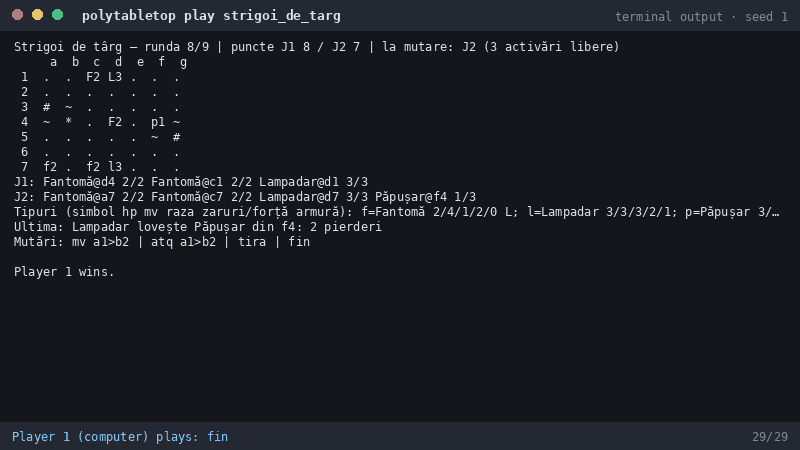 polytabletop play strigoi_de_targ
terminal output · seed 1
Strigoi de târg — runda 8/9 | puncte J1 8 / J2 7 | la mutare: J2 (3 activări libere)
a b c d e f g
1 . . F2 L3 . . .
2 . . . . . . .
3 # ~ . . . . .
4 ~ * . F2 . p1 ~
5 . . . . . ~ #
6 . . . . . . .
7 f2 . f2 l3 . . .
J1: Fantomă@d4 2/2 Fantomă@c1 2/2 Lampadar@d1 3/3
J2: Fantomă@a7 2/2 Fantomă@c7 2/2 Lampadar@d7 3/3 Păpușar@f4 1/3
Tipuri (simbol hp mv raza zaruri/forță armură): f=Fantomă 2/4/1/2/0 L; l=Lampadar 3/3/3/2/1; p=Păpușar 3/…
Ultima: Lampadar lovește Păpușar din f4: 2 pierderi
Mutări: mv a1>b2 | atq a1>b2 | tira | fin
Player 1 wins.
Player 1 (computer) plays: fin
29/29